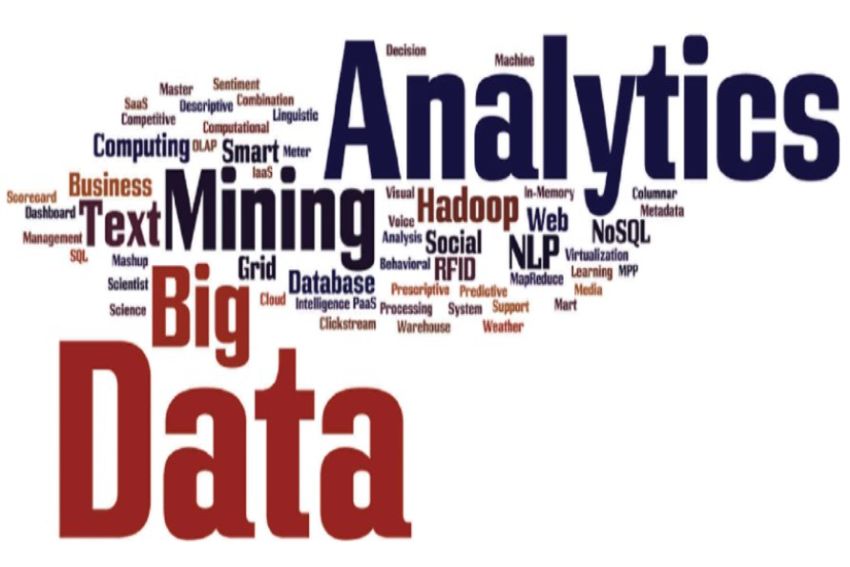 Decision
Machine
Analytics
Master
Sentiment
SaaS
Descriptive
Combination
Competitive
Linguistic
Computational
Computing
OLAP
Smart
Meter
IaaS
Scorecard
Business
Mining
Visual
Hadoop
In-Memory
Columnar
Dashboard
Text
Voice
Web
Metadata
Management
Analysis
Social
NLP
NoSQL
SQL
Mashup
Grid
Behavioral
RFID
Virtualization
Scientist
Big
Database
MapReduce
Learning
MPP
Cloud
Intelligence
PaaS
Prescriptive
Predictive
Media
Science
Processing
System
Support
Mart
Clickstream
Warehouse
Weather
Data